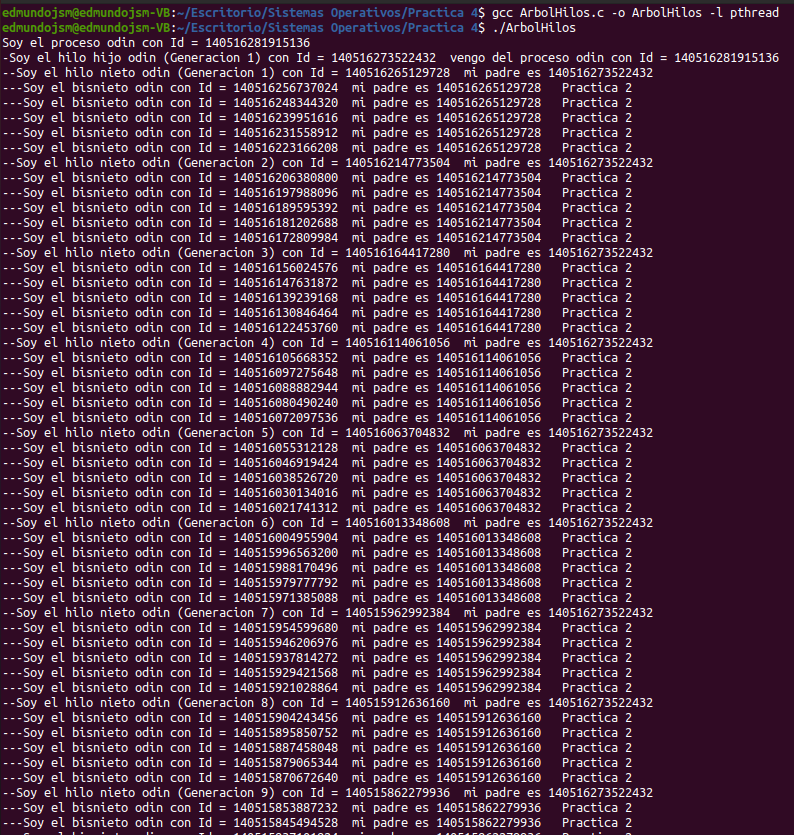 edmundojsm@edmundojsm-VB:~/Escritorio/Sistemas Operativos/Practica 4$ gcc ArbolHilos.c -o ArbolHilos -l pthread
edmundojsm@edmundojsm-VB:~/Escritorio/Sistemas Operativos/Practica 4$ ./ArbolHilos
Soy el proceso odin con Id = 140516281915136
-Soy el hilo hijo odin (Generacion 1) con Id = 140516273522432  vengo del proceso odin con Id = 140516281915136
--Soy el hilo nieto odin (Generacion 1) con Id = 140516265129728  mi padre es 140516273522432
---Soy el bisnieto odin con Id = 140516256737024  mi padre es 140516265129728   Practica 2
---Soy el bisnieto odin con Id = 140516248344320  mi padre es 140516265129728   Practica 2
---Soy el bisnieto odin con Id = 140516239951616  mi padre es 140516265129728   Practica 2
---Soy el bisnieto odin con Id = 140516231558912  mi padre es 140516265129728   Practica 2
---Soy el bisnieto odin con Id = 140516223166208  mi padre es 140516265129728   Practica 2
--Soy el hilo nieto odin (Generacion 2) con Id = 140516214773504  mi padre es 140516273522432
---Soy el bisnieto odin con Id = 140516206380800  mi padre es 140516214773504   Practica 2
---Soy el bisnieto odin con Id = 140516197988096  mi padre es 140516214773504   Practica 2
---Soy el bisnieto odin con Id = 140516189595392  mi padre es 140516214773504   Practica 2
---Soy el bisnieto odin con Id = 140516181202688  mi padre es 140516214773504   Practica 2
---Soy el bisnieto odin con Id = 140516172809984  mi padre es 140516214773504   Practica 2
--Soy el hilo nieto odin (Generacion 3) con Id = 140516164417280  mi padre es 140516273522432
---Soy el bisnieto odin con Id = 140516156024576  mi padre es 140516164417280   Practica 2
---Soy el bisnieto odin con Id = 140516147631872  mi padre es 140516164417280   Practica 2
---Soy el bisnieto odin con Id = 140516139239168  mi padre es 140516164417280   Practica 2
---Soy el bisnieto odin con Id = 140516130846464  mi padre es 140516164417280   Practica 2
---Soy el bisnieto odin con Id = 140516122453760  mi padre es 140516164417280   Practica 2
--Soy el hilo nieto odin (Generacion 4) con Id = 140516114061056  mi padre es 140516273522432
---Soy el bisnieto odin con Id = 140516105668352  mi padre es 140516114061056   Practica 2
---Soy el bisnieto odin con Id = 140516097275648  mi padre es 140516114061056   Practica 2
---Soy el bisnieto odin con Id = 140516088882944  mi padre es 140516114061056   Practica 2
---Soy el bisnieto odin con Id = 140516080490240  mi padre es 140516114061056   Practica 2
---Soy el bisnieto odin con Id = 140516072097536  mi padre es 140516114061056   Practica 2
--Soy el hilo nieto odin (Generacion 5) con Id = 140516063704832  mi padre es 140516273522432
---Soy el bisnieto odin con Id = 140516055312128  mi padre es 140516063704832   Practica 2
---Soy el bisnieto odin con Id = 140516046919424  mi padre es 140516063704832   Practica 2
---Soy el bisnieto odin con Id = 140516038526720  mi padre es 140516063704832   Practica 2
---Soy el bisnieto odin con Id = 140516030134016  mi padre es 140516063704832   Practica 2
---Soy el bisnieto odin con Id = 140516021741312  mi padre es 140516063704832   Practica 2
--Soy el hilo nieto odin (Generacion 6) con Id = 140516013348608  mi padre es 140516273522432
---Soy el bisnieto odin con Id = 140516004955904  mi padre es 140516013348608   Practica 2
---Soy el bisnieto odin con Id = 140515996563200  mi padre es 140516013348608   Practica 2
---Soy el bisnieto odin con Id = 140515988170496  mi padre es 140516013348608   Practica 2
---Soy el bisnieto odin con Id = 140515979777792  mi padre es 140516013348608   Practica 2
---Soy el bisnieto odin con Id = 140515971385088  mi padre es 140516013348608   Practica 2
--Soy el hilo nieto odin (Generacion 7) con Id = 140515962992384  mi padre es 140516273522432
---Soy el bisnieto odin con Id = 140515954599680  mi padre es 140515962992384   Practica 2
---Soy el bisnieto odin con Id = 140515946206976  mi padre es 140515962992384   Practica 2
---Soy el bisnieto odin con Id = 140515937814272  mi padre es 140515962992384   Practica 2
---Soy el bisnieto odin con Id = 140515929421568  mi padre es 140515962992384   Practica 2
---Soy el bisnieto odin con Id = 140515921028864  mi padre es 140515962992384   Practica 2
--Soy el hilo nieto odin (Generacion 8) con Id = 140515912636160  mi padre es 140516273522432
---Soy el bisnieto odin con Id = 140515904243456  mi padre es 140515912636160   Practica 2
---Soy el bisnieto odin con Id = 140515895850752  mi padre es 140515912636160   Practica 2
---Soy el bisnieto odin con Id = 140515887458048  mi padre es 140515912636160   Practica 2
---Soy el bisnieto odin con Id = 140515879065344  mi padre es 140515912636160   Practica 2
---Soy el bisnieto odin con Id = 140515870672640  mi padre es 140515912636160   Practica 2
--Soy el hilo nieto odin (Generacion 9) con Id = 140515862279936  mi padre es 140516273522432
---Soy el bisnieto odin con Id = 140515853887232  mi padre es 140515862279936   Practica 2
---Soy el bisnieto odin con Id = 140515845494528  mi padre es 140515862279936   Practica 2